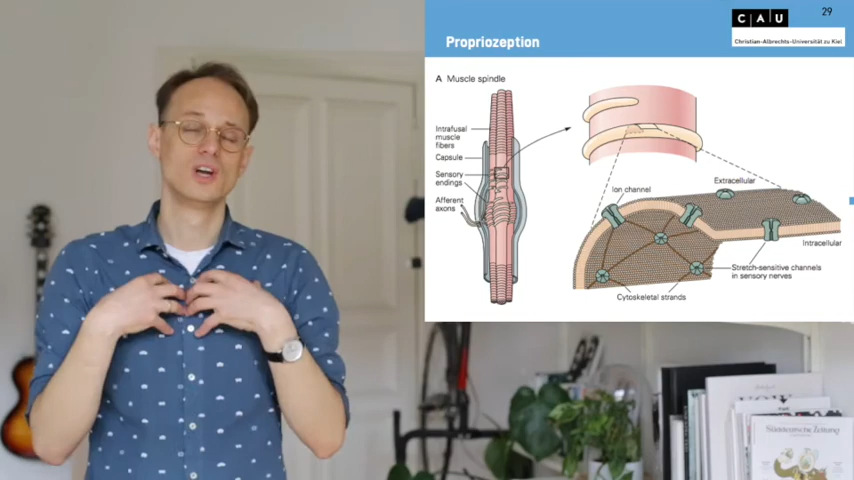 29
CAU
Christian-Albrechts-Universität zu Kiel
Propriozeption
A Muscle spindle
Intrafusal
muscle
fibers
Capsule
Sensory
endings
Afferent
axons
Ion channel
Extracellular
Intracellular
Stretch-sensitive channels
in sensory nerves
Cytoskeletal strands
Süddeutsche Zeitung